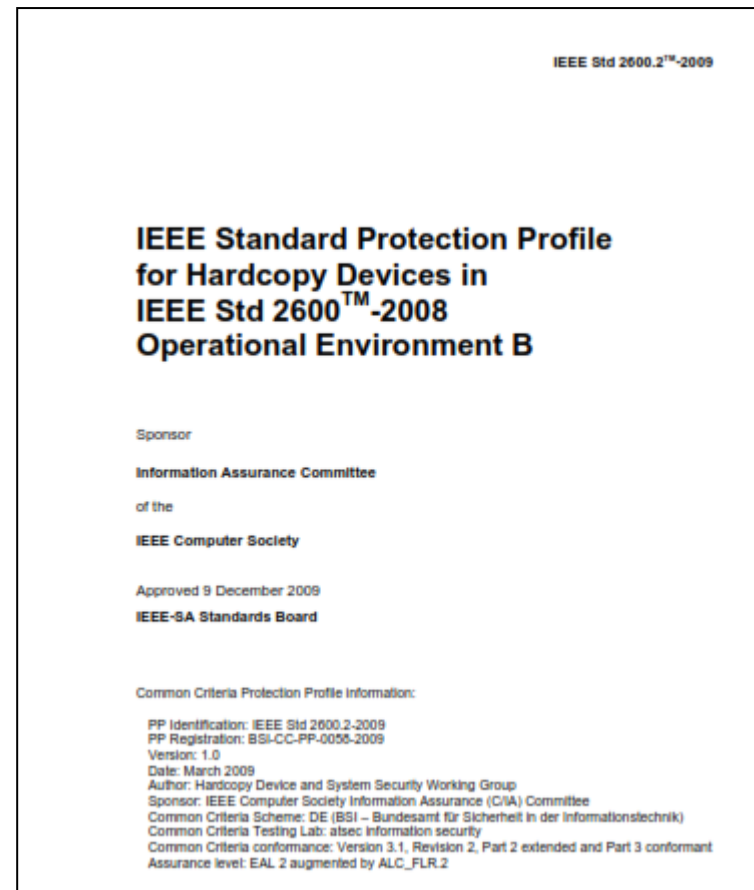 IEEE Std 2600.2™-2009
IEEE Standard Protection Profile
for Hardcopy Devices in
IEEE Std 2600™-2008
Operational Environment B
Sponsor
Information Assurance Committee
of the
IEEE Computer Society
Approved 9 December 2009
IEEE-SA Standards Board
Common Criteria Protection Profile information:
PP Identification: IEEE Std 2600.2-2009
PP Registration: BSI-CC-PP-0058-2009
Version: 1.0
Date: March 2009
Author: Hardcopy Device and System Security Working Group
Sponsor: IEEE Computer Society Information Assurance (C/IA) Committee
Common Criteria Scheme: DE (BSI – Bundesamt für Sicherheit in der Informationstechnik)
Common Criteria Testing Lab: atsec information security
Common Criteria conformance: Version 3.1, Revision 2, Part 2 extended and Part 3 conformant
Assurance level: EAL 2 augmented by ALC_FLR.2